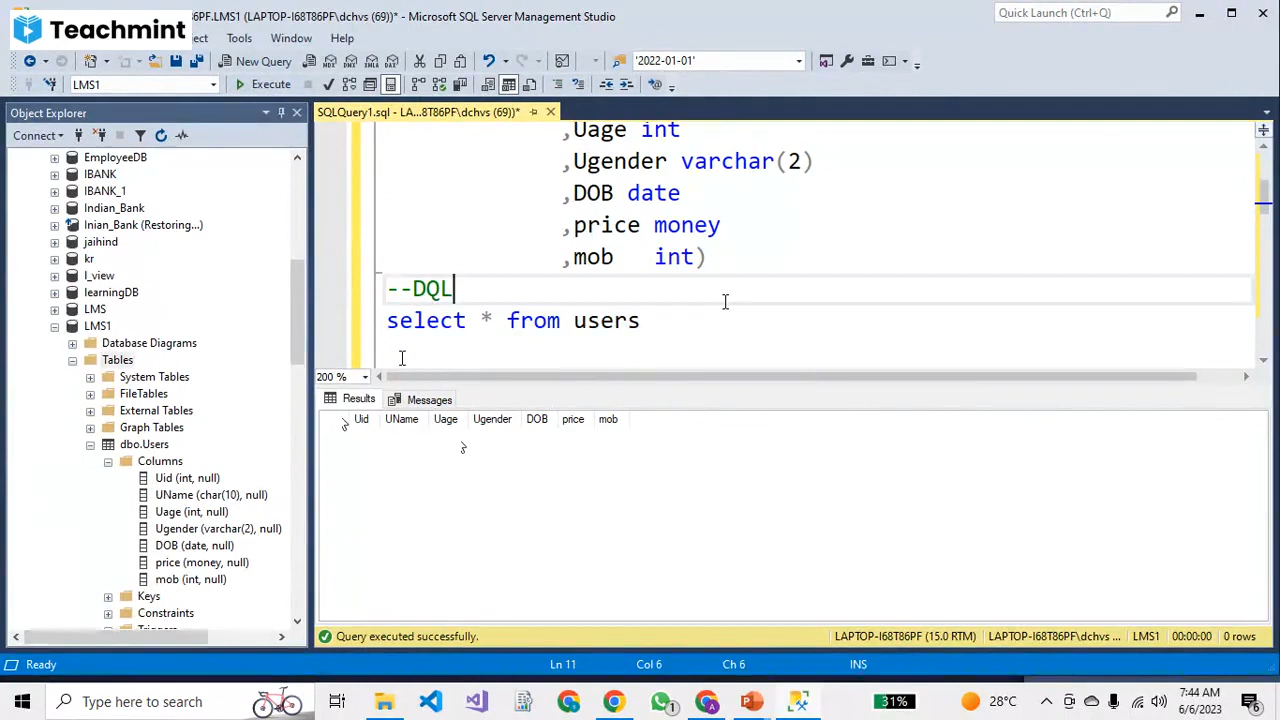 Teachmint
PF.LMS1 (LAPTOP-I68T86PF\dchvs (69))* - Microsoft SQL Server Management Studio
Quick Launch (Ctrl+Q)
Tools Window Help
New Query '2022-01-01'
LMS1 Execute
Object Explorer
SQLQuery1.sql - LA...8T86PF\dchvs (69))*
Connect
EmployeeDB
IBANK
IBANK_1
Indian_Bank
Inian_Bank (Restoring...)
jaihind
kr
l_view
learningDB
LMS
LMS1
Database Diagrams
Tables
System Tables
FileTables
External Tables
Graph Tables
dbo.Users
Columns
Uid (int, null)
UName (char(10), null)
Uage (int, null)
Ugender (varchar(2), null)
DOB (date, null)
price (money, null)
mob (int, null)
Keys
Constraints
,Uage int
,Ugender varchar(2)
,DOB date
,price money
,mob int)
--DQL
select * from users
200 %
Results Messages
Uid UName Uage Ugender DOB price mob
Query executed successfully. LAPTOP-I68T86PF (15.0 RTM) LAPTOP-I68T86PF\dchvs ... LMS1 00:00:00 0 rows
Ready Ln 11 Col 6 Ch 6 INS
Type here to search 1 31% 28°C 7:44 AM
6/6/2023 6